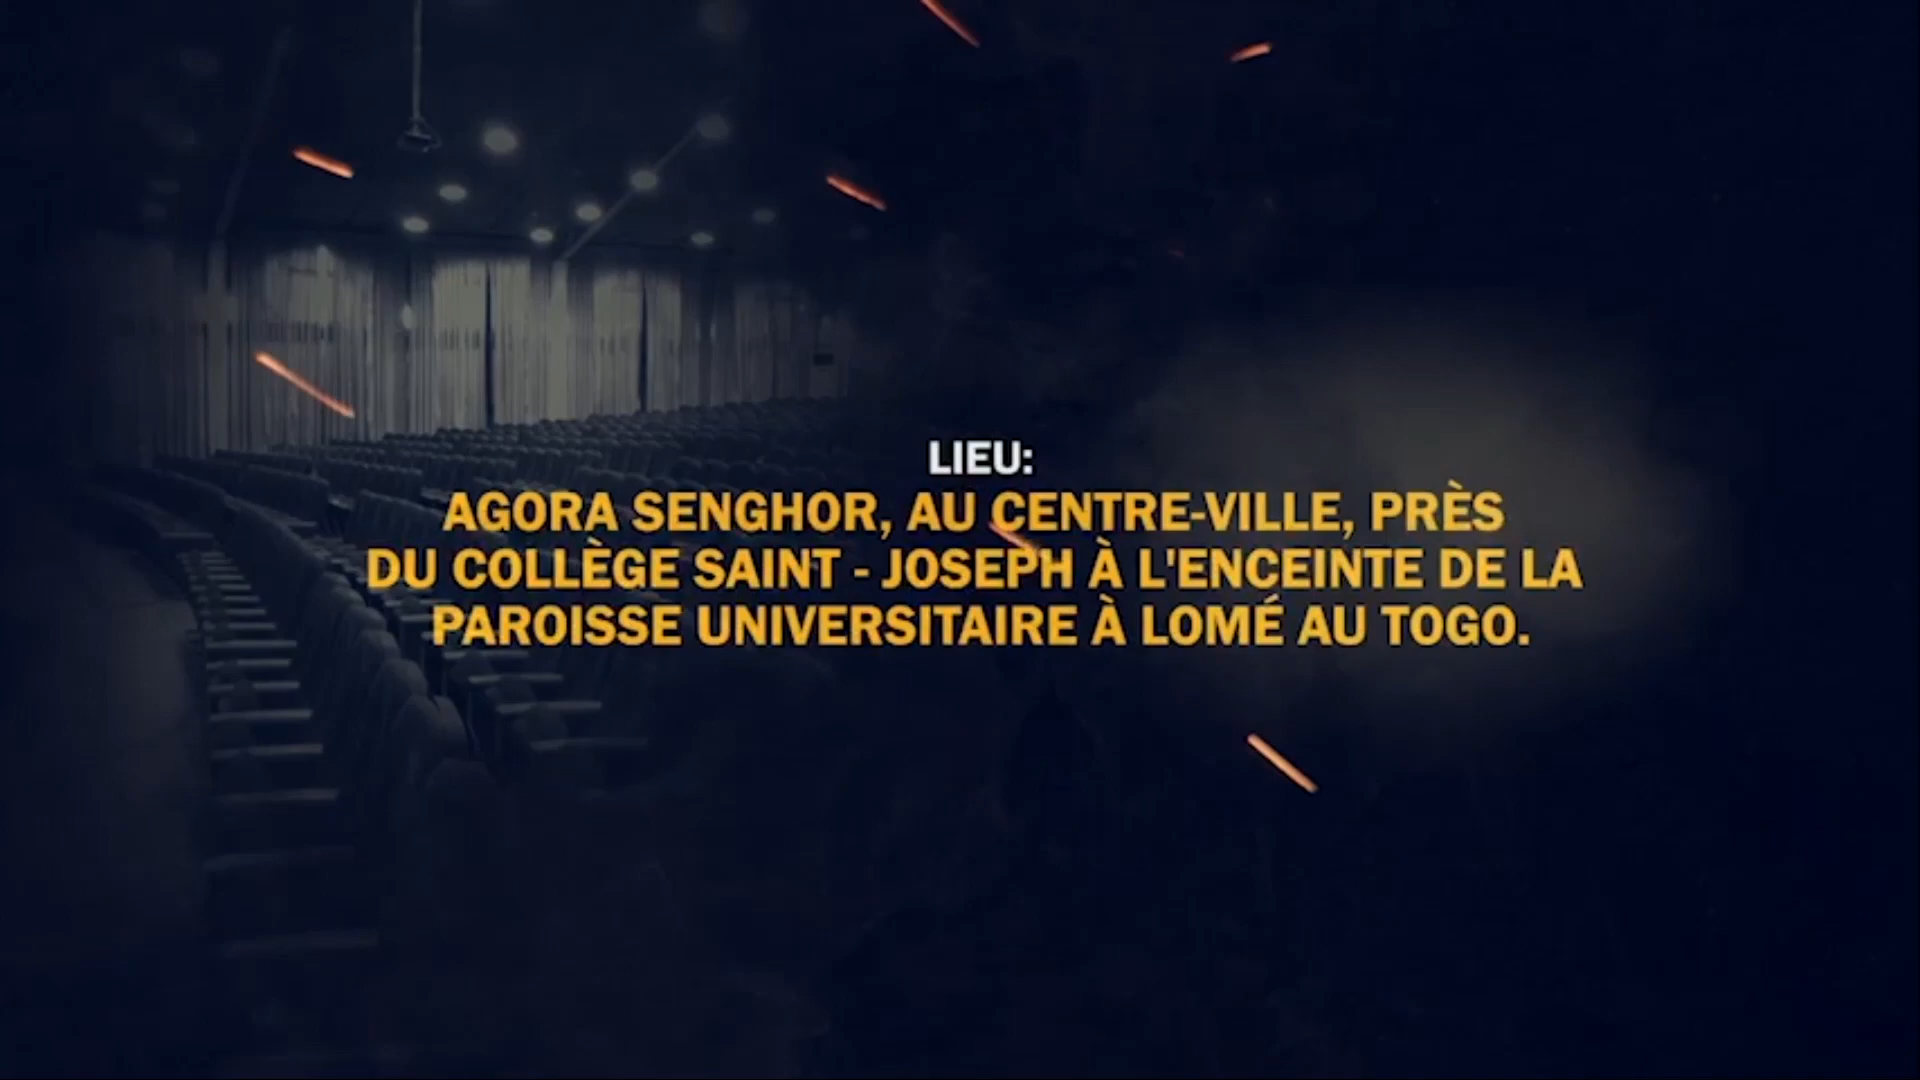 LIEU:
AGORA SENGHOR, AU CENTRE-VILLE, PRÈS
DU COLLÈGE SAINT - JOSEPH À L'ENCEINTE DE LA
PAROISSE UNIVERSITAIRE À LOMÉ AU TOGO.